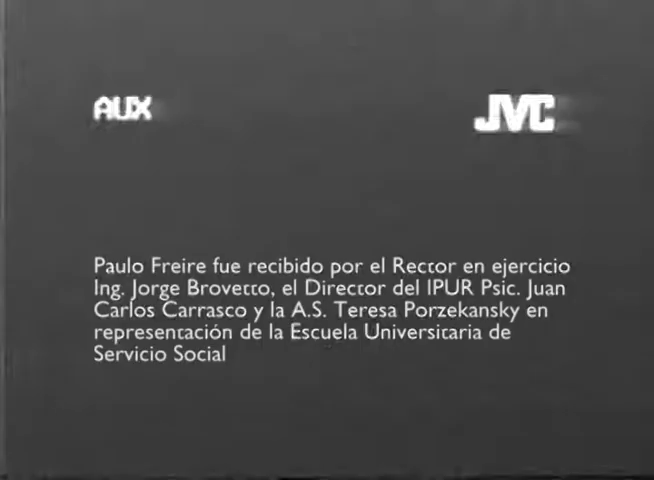 AUX
JVC
Paulo Freire fue recibido por el Rector en ejercicio
Ing. Jorge Brovetto, el Director del IPUR Psic. Juan
Carlos Carrasco y la A.S. Teresa Porzekansky en
representación de la Escuela Universitaria de
Servicio Social